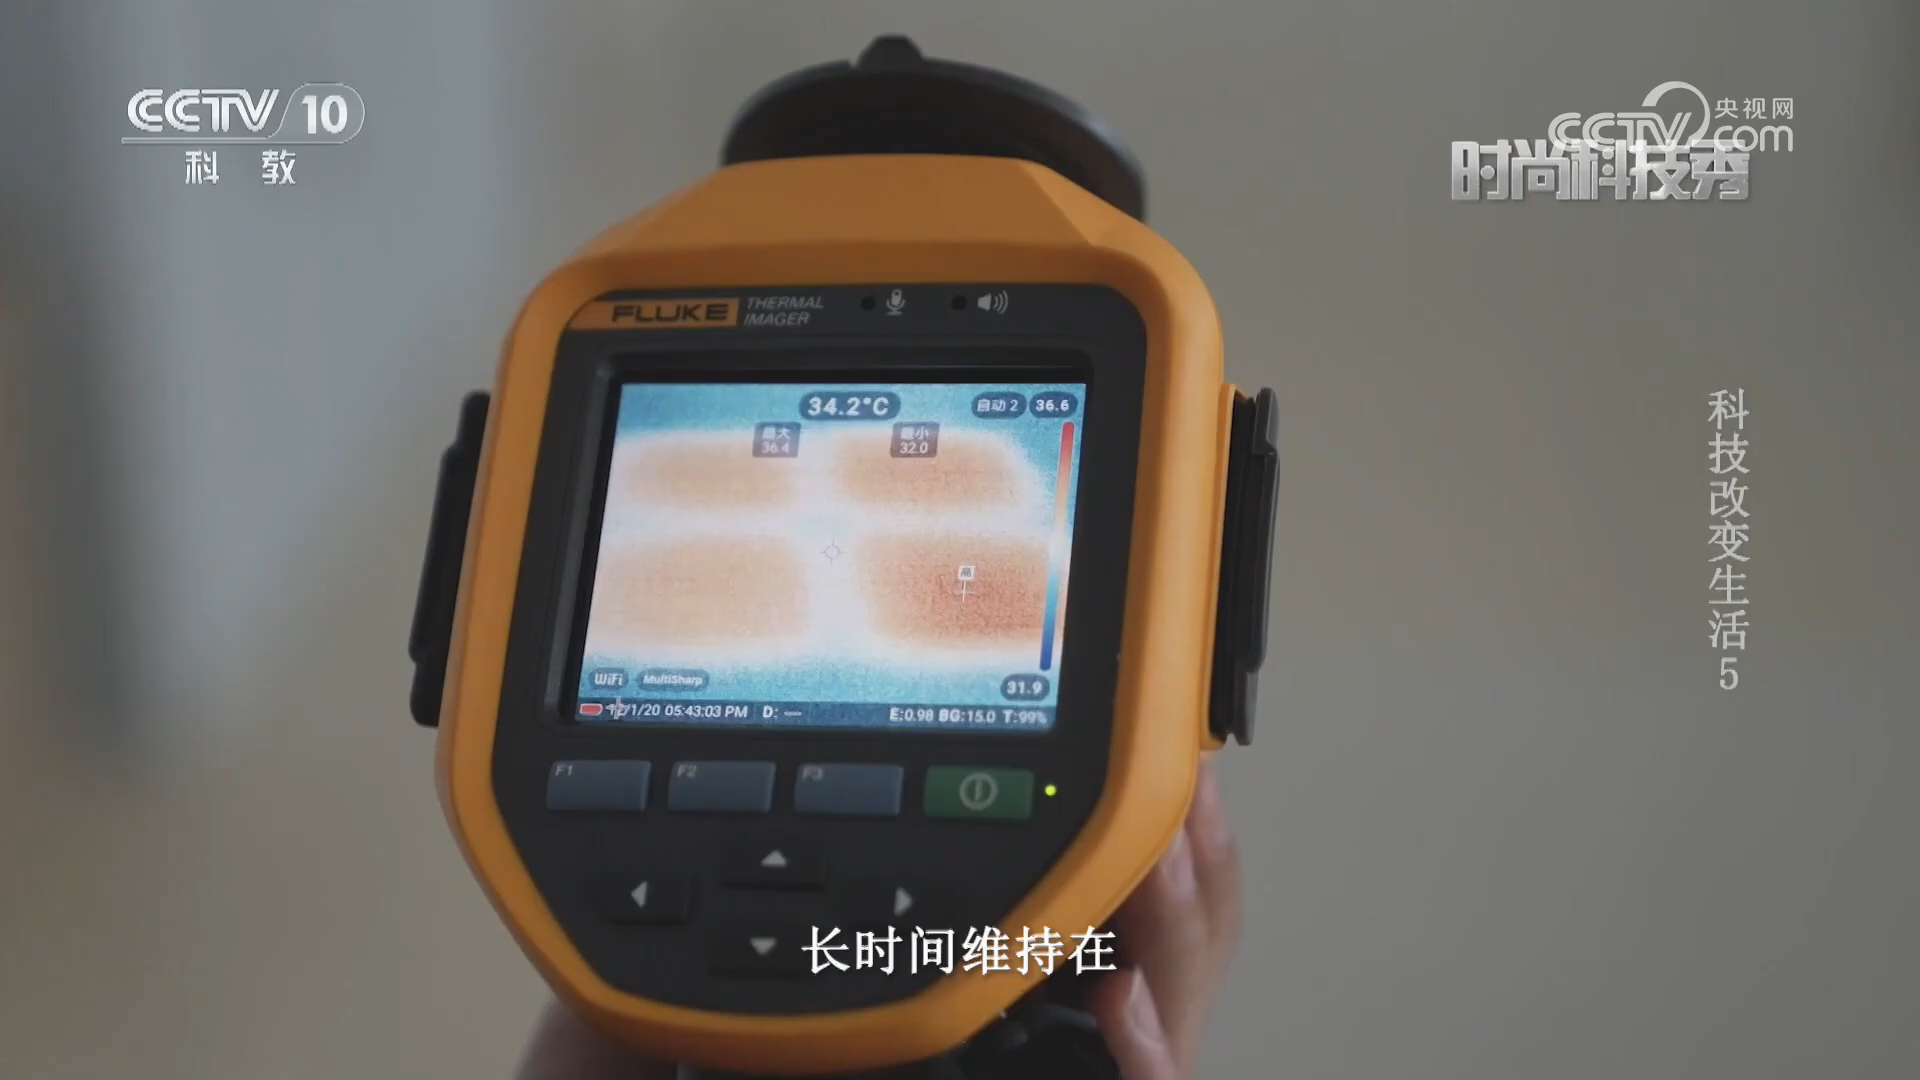 CCTV 10
科 教
央视网
CCTV.com
时尚科技秀
科技改变生活5
FLUKE
THERMAL
IMAGER
34.2°C
自动 2
36.6
最大
36.4
最小
32.0
高
WiFi
MultiSharp
31.9
05:43:03 PM
D: ---
E:0.98 BG:15.0 T:99%
F1
F2
F3
长时间维持在